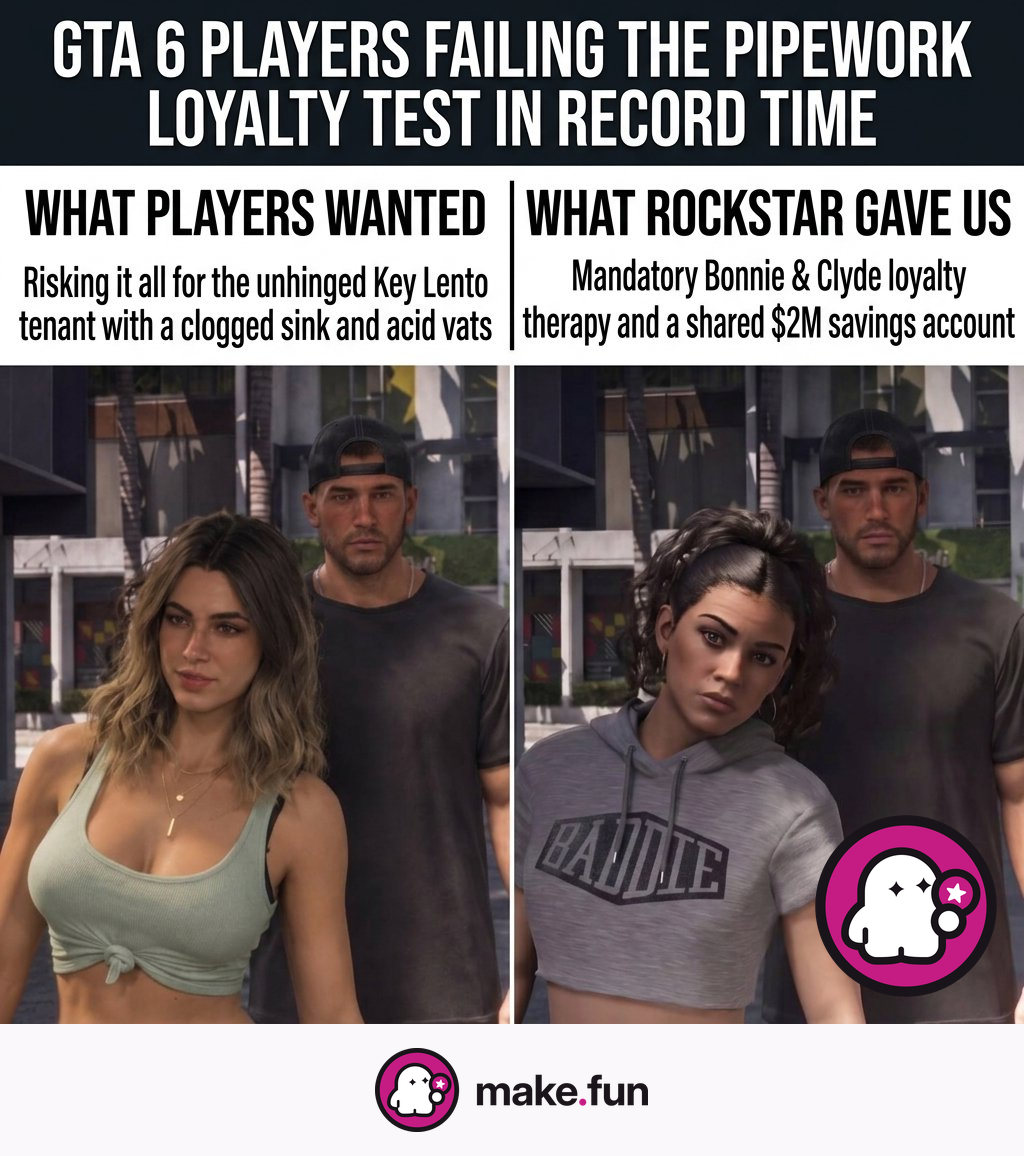 GTA 6 PLAYERS FAILING THE PIPEWORK
LOYALTY TEST IN RECORD TIME
WHAT PLAYERS WANTED
Risking it all for the unhinged Key Lento
tenant with a clogged sink and acid vats
WHAT ROCKSTAR GAVE US
Mandatory Bonnie & Clyde loyalty
therapy and a shared $2M savings account
BADDIE
make.fun